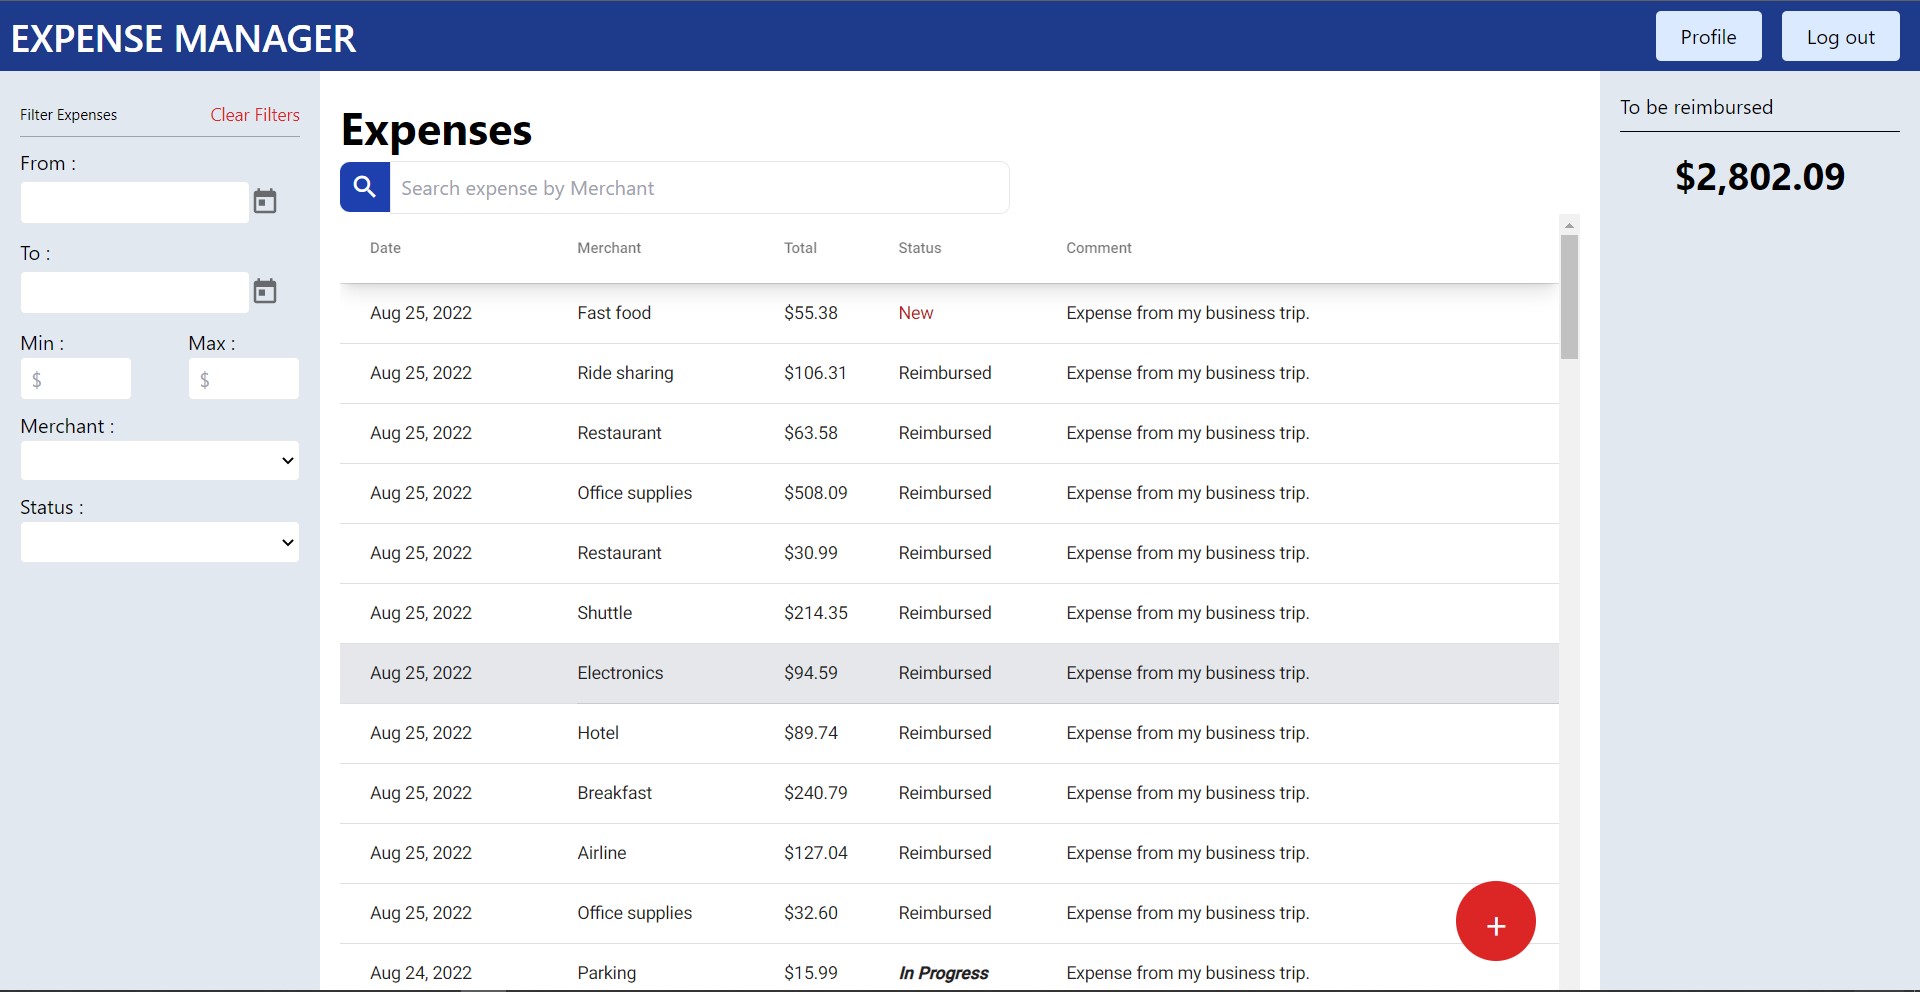 EXPENSE MANAGER
Profile
Log out
Filter Expenses
Clear Filters
From :
To :
Min :
Max :
$
$
Merchant :
Status :
Expenses
Search expense by Merchant
Date Merchant Total Status Comment
Aug 25, 2022 Fast food $55.38 New Expense from my business trip.
Aug 25, 2022 Ride sharing $106.31 Reimbursed Expense from my business trip.
Aug 25, 2022 Restaurant $63.58 Reimbursed Expense from my business trip.
Aug 25, 2022 Office supplies $508.09 Reimbursed Expense from my business trip.
Aug 25, 2022 Restaurant $30.99 Reimbursed Expense from my business trip.
Aug 25, 2022 Shuttle $214.35 Reimbursed Expense from my business trip.
Aug 25, 2022 Electronics $94.59 Reimbursed Expense from my business trip.
Aug 25, 2022 Hotel $89.74 Reimbursed Expense from my business trip.
Aug 25, 2022 Breakfast $240.79 Reimbursed Expense from my business trip.
Aug 25, 2022 Airline $127.04 Reimbursed Expense from my business trip.
Aug 25, 2022 Office supplies $32.60 Reimbursed Expense from my business trip.
Aug 24, 2022 Parking $15.99 In Progress Expense from my business trip.
+
To be reimbursed
$2,802.09